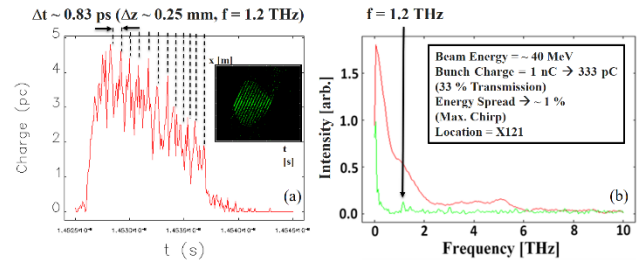 Δt ~ 0.83 ps (Δz ~ 0.25 mm, f = 1.2 THz)
f = 1.2 THz
x [m]
t
[s]
5
4
3
2
1
0
Charge (pc)
(a)
t (s)
1.5
1.0
0.5
0.0
Intensity [arb.]
Beam Energy = ~ 40 MeV
Bunch Charge = 1 nC → 333 pC
(33 % Transmission)
Energy Spread → ~ 1 %
(Max. Chirp)
Location = X121
(b)
0
2
4
6
8
10
Frequency [THz]